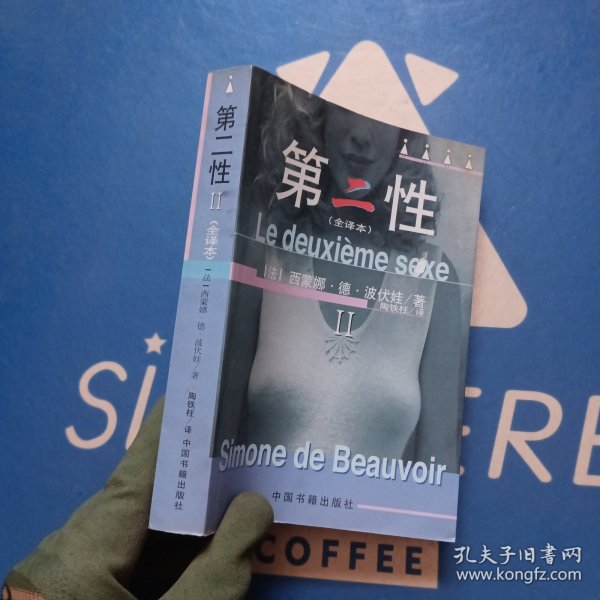 第二性
(全译本)
Le deuxième sexe
[法] 西蒙娜·德·波伏娃/著
陶铁柱/译
II
Simone de Beauvoir
中国书籍出版社
第二性 II (全译本) [法] 西蒙娜·德·波伏娃/著 陶铁柱/译 中国书籍出版社
COFFEE
ERE
孔夫子旧书网
www.kongfz.com